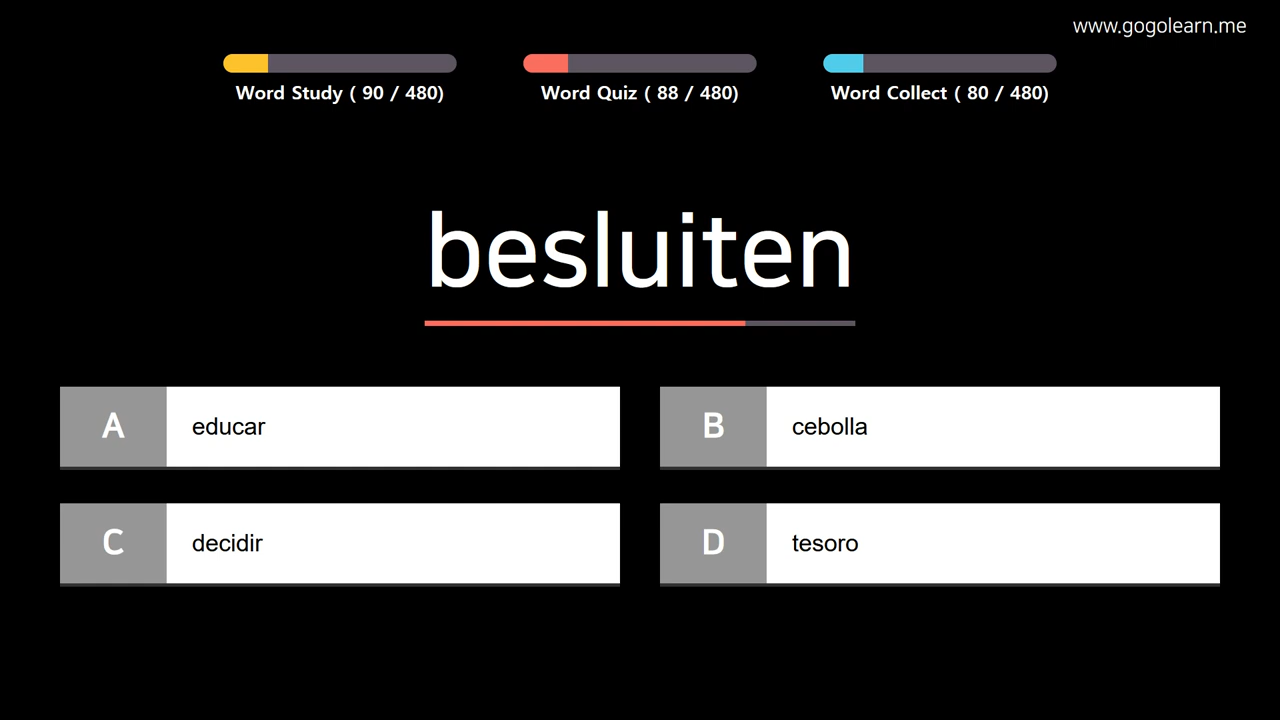 www.gogolearn.me
Word Study ( 90 / 480)
Word Quiz ( 88 / 480)
Word Collect ( 80 / 480)
besluiten
A educar
B cebolla
C decidir
D tesoro